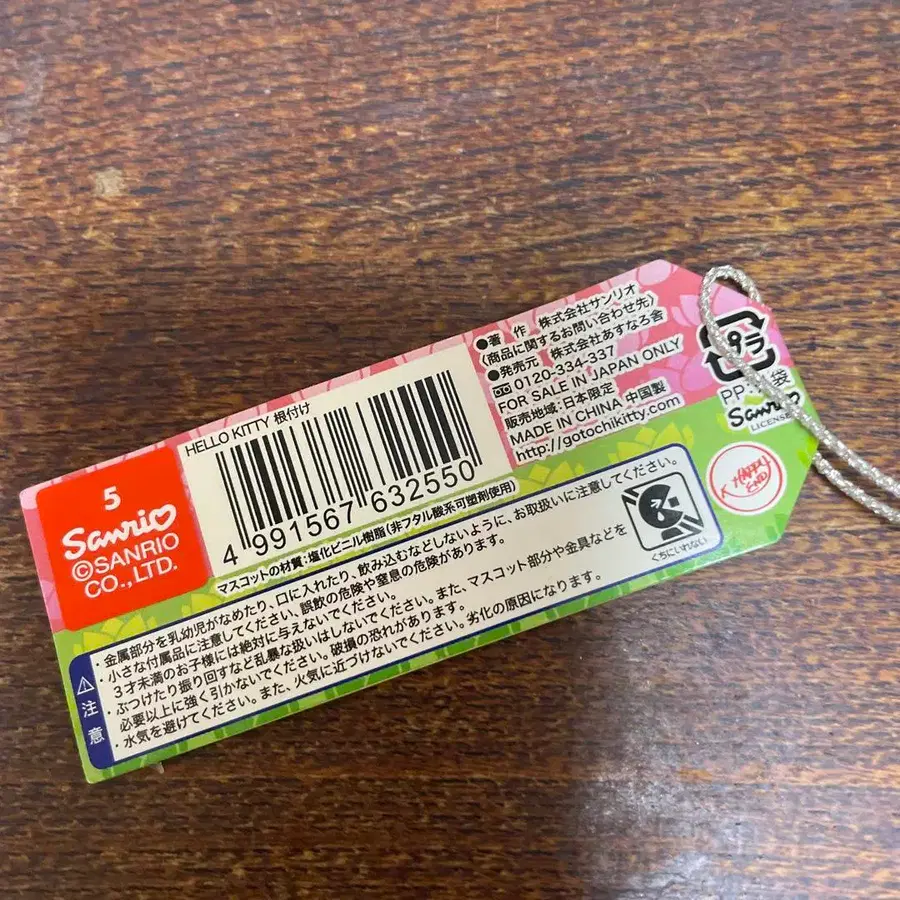 5
Sanrio
©SANRIO
CO.,LTD.
HELLO KITTY 根付け
4 991567 632550
マスコットの材質:塩化ビニル樹脂(非フタル酸系可塑剤使用)
●著 作 株式会社サンリオ
〈商品に関するお問い合わせ先〉
●発売元 株式会社あすなろ舎
0120-334-337
FOR SALE IN JAPAN ONLY
販売地域:日本限定
MADE IN CHINA 中国製
http://gotochikitty.com
プラ
PP 袋
Sanrio
LICENSE
K HAPPY END
⚠注意
・金属部分を乳幼児がなめたり、口に入れたり、飲み込むなどしないように、お取扱いに注意してください。
・小さな付属品に注意してください、誤飲の危険や窒息の危険があります。
3才未満のお子様には絶対に与えないでください。
・ぶつけたり振り回すなど乱暴な扱いはしないでください。また、マスコット部分や金具などを
必要以上に強く引かないでください。破損の恐れがあります。
・水気を避けてください。また、火気に近づけないでください。劣化の原因になります。
くちにいれない